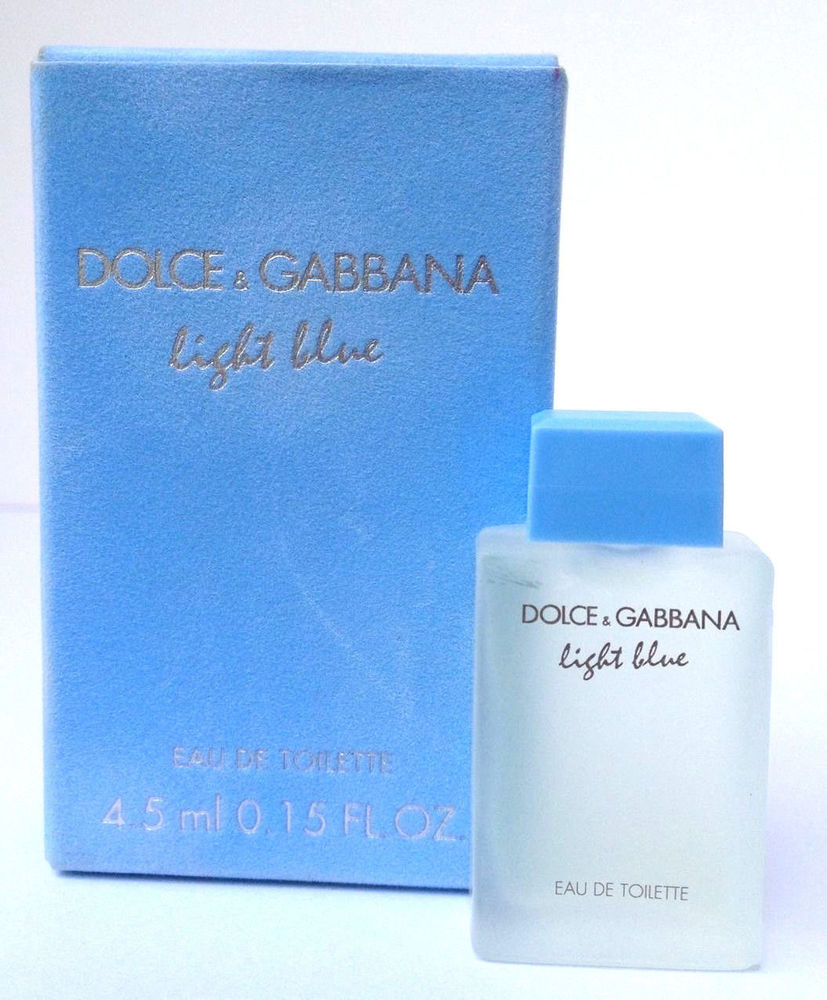 DOLCE & GABBANA
light blue
EAU DE TOILETTE
4.5 ml 0.15 FL.OZ.
DOLCE & GABBANA
light blue
EAU DE TOILETTE